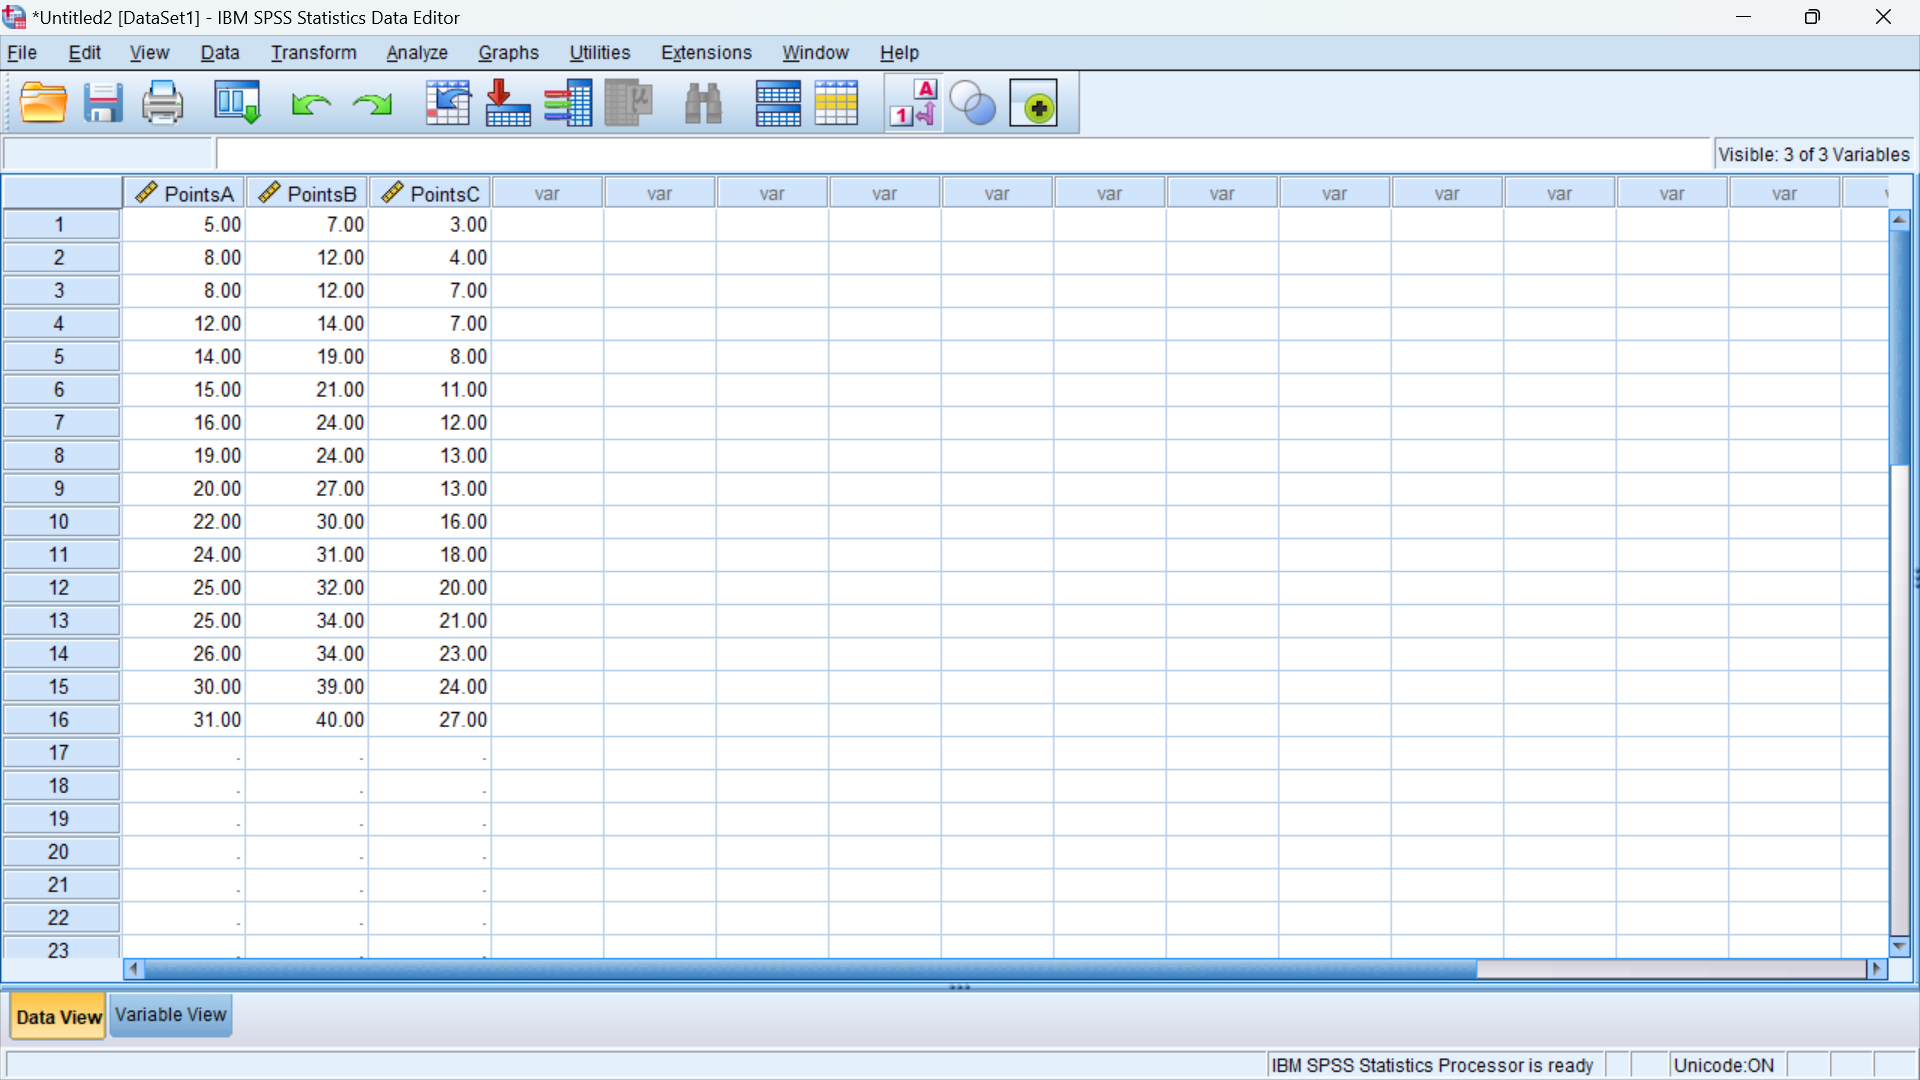 *Untitled2 [DataSet1] - IBM SPSS Statistics Data Editor
File Edit View Data Transform Analyze Graphs Utilities Extensions Window Help
A
1
μ
Visible: 3 of 3 Variables
PointsA PointsB PointsC var var var var var var var var var var var var
1 5.00 7.00 3.00
2 8.00 12.00 4.00
3 8.00 12.00 7.00
4 12.00 14.00 7.00
5 14.00 19.00 8.00
6 15.00 21.00 11.00
7 16.00 24.00 12.00
8 19.00 24.00 13.00
9 20.00 27.00 13.00
10 22.00 30.00 16.00
11 24.00 31.00 18.00
12 25.00 32.00 20.00
13 25.00 34.00 21.00
14 26.00 34.00 23.00
15 30.00 39.00 24.00
16 31.00 40.00 27.00
17 . . .
18 . . .
19 . . .
20 . . .
21 . . .
22 . . .
23 . . .
Data View Variable View
IBM SPSS Statistics Processor is ready Unicode:ON